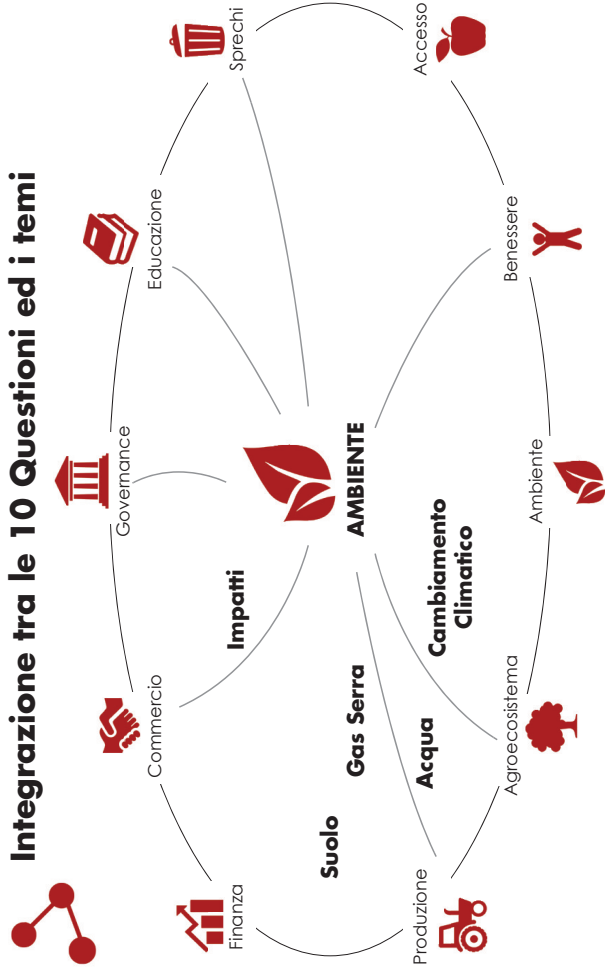 Integrazione tra le 10 Questioni ed i temi
Governance
Commercio
Educazione
Finanza
Sprechi
Impatti
AMBIENTE
Suolo
Gas Serra
Acqua
Cambiamento
Climatico
Produzione
Accesso
Agroecosistema
Benessere
Ambiente